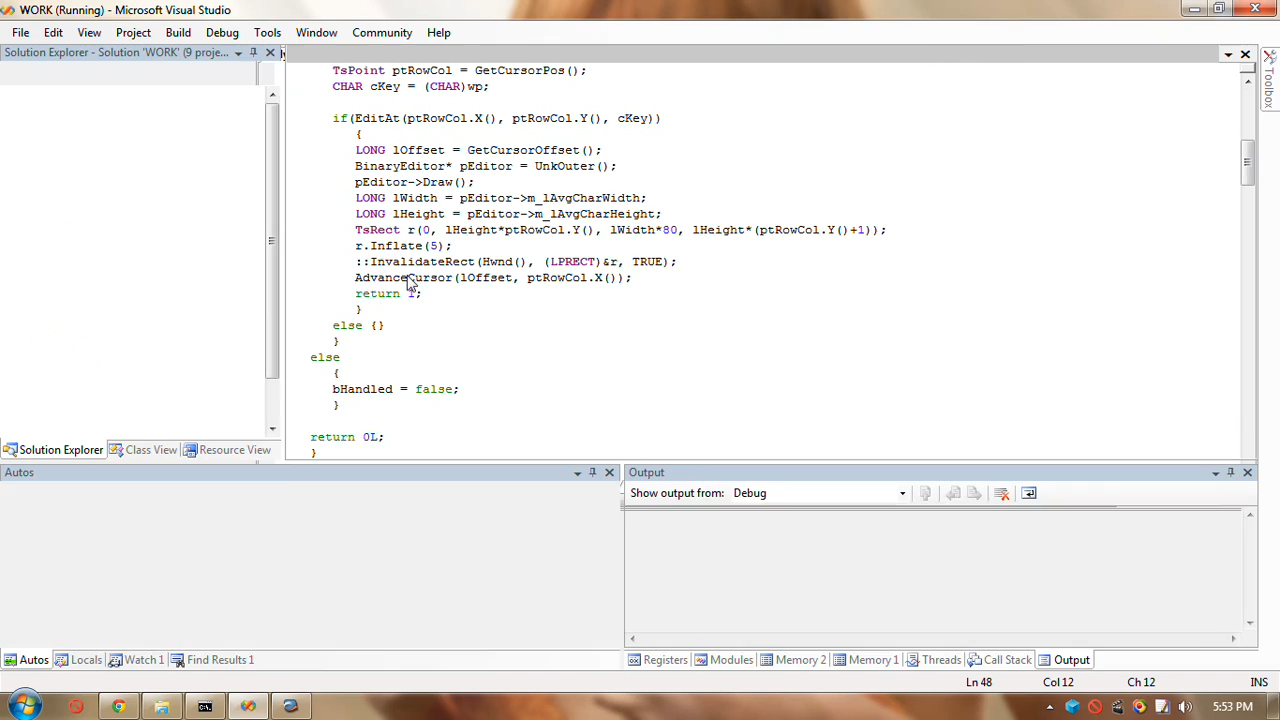 WORK (Running) - Microsoft Visual Studio
File Edit View Project Build Debug Tools Window Community Help
Solution Explorer - Solution 'WORK' (9 proje...
Toolbox
TsPoint ptRowCol = GetCursorPos();
CHAR cKey = (CHAR)wp;
if(EditAt(ptRowCol.X(), ptRowCol.Y(), cKey))
{
LONG lOffset = GetCursorOffset();
BinaryEditor* pEditor = UnkOuter();
pEditor->Draw();
LONG lWidth = pEditor->m_lAvgCharWidth;
LONG lHeight = pEditor->m_lAvgCharHeight;
TsRect r(0, lHeight*ptRowCol.Y(), lWidth*80, lHeight*(ptRowCol.Y()+1));
r.Inflate(5);
::InvalidateRect(Hwnd(), (LPRECT)&r, TRUE);
AdvanceCursor(lOffset, ptRowCol.X());
return 1;
}
else {}
}
else
{
bHandled = false;
}
return 0L;
}
Solution Explorer Class View Resource View
Autos
Output
Show output from: Debug
Autos Locals Watch 1 Find Results 1
Registers Modules Memory 2 Memory 1 Threads Call Stack Output
Ln 48 Col 12 Ch 12 INS
5:53 PM